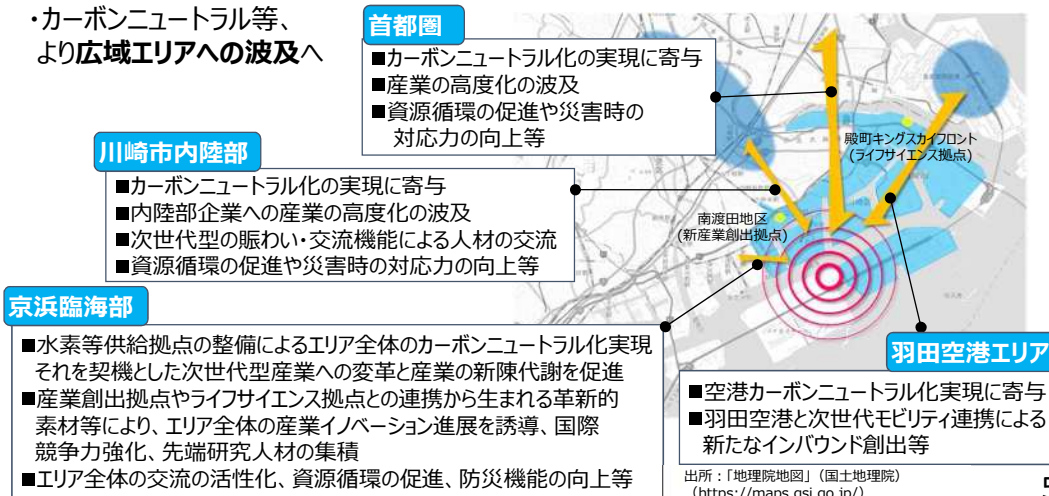 ・カーボンニュートラル等、
より広域エリアへの波及へ
首都圏
■カーボンニュートラル化の実現に寄与
■産業の高度化の波及
■資源循環の促進や災害時の
対応力の向上等
川崎市内陸部
■カーボンニュートラル化の実現に寄与
■内陸部企業への産業の高度化の波及
■次世代型の賑わい・交流機能による人材の交流
■資源循環の促進や災害時の対応力の向上等
殿町キングスカイフロント
(ライフサイエンス拠点)
南渡田地区
(新産業創出拠点)
京浜臨海部
■水素等供給拠点の整備によるエリア全体のカーボンニュートラル化実現
それを契機とした次世代型産業への変革と産業の新陳代謝を促進
■産業創出拠点やライフサイエンス拠点との連携から生まれる革新的
素材等により、エリア全体の産業イノベーション進展を誘導、国際
競争力強化、先端研究人材の集積
■エリア全体の交流の活性化、資源循環の促進、防災機能の向上等
羽田空港エリア
■空港カーボンニュートラル化実現に寄与
■羽田空港と次世代モビリティ連携による
新たなインバウンド創出等
出所：「地理院地図」（国土地理院）
（https://maps.gsi.go.jp/）